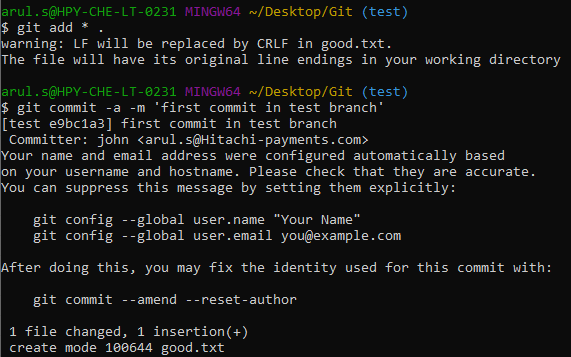 arul.s@HPY-CHE-LT-0231 MINGW64 ~/Desktop/Git (test)
$ git add * .
warning: LF will be replaced by CRLF in good.txt.
The file will have its original line endings in your working directory
arul.s@HPY-CHE-LT-0231 MINGW64 ~/Desktop/Git (test)
$ git commit -a -m 'first commit in test branch'
[test e9bc1a3] first commit in test branch
 Committer: john <arul.s@Hitachi-payments.com>
Your name and email address were configured automatically based
on your username and hostname. Please check that they are accurate.
You can suppress this message by setting them explicitly:
    git config --global user.name "Your Name"
    git config --global user.email you@example.com
After doing this, you may fix the identity used for this commit with:
    git commit --amend --reset-author
 1 file changed, 1 insertion(+)
 create mode 100644 good.txt